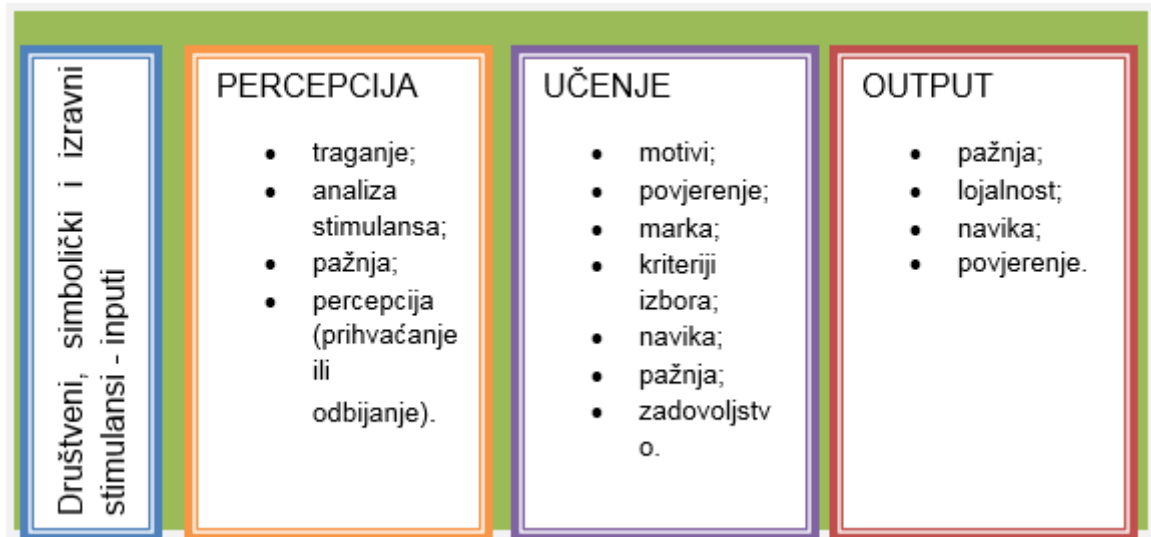 Društveni, simbolički i izravni
stimulansi - inputi
PERCEPCIJA
• traganje;
• analiza
stimulansa;
• pažnja;
• percepcija
(prihvaćanje
ili
odbijanje).
UČENJE
• motivi;
• povjerenje;
• marka;
• kriteriji
izbora;
• navika;
• pažnja;
• zadovoljstv
o.
OUTPUT
• pažnja;
• lojalnost;
• navika;
• povjerenje.